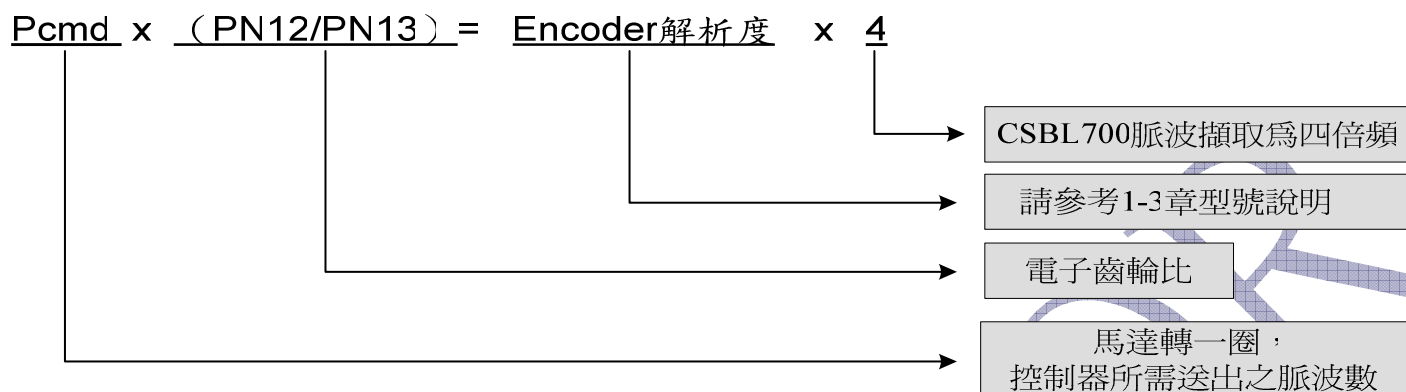 Pcmd x （PN12/PN13）= Encoder解析度 x 4
CSBL700脈波擷取為四倍頻
請參考1-3章型號說明
電子齒輪比
馬達轉一圈，
控制器所需送出之脈波數